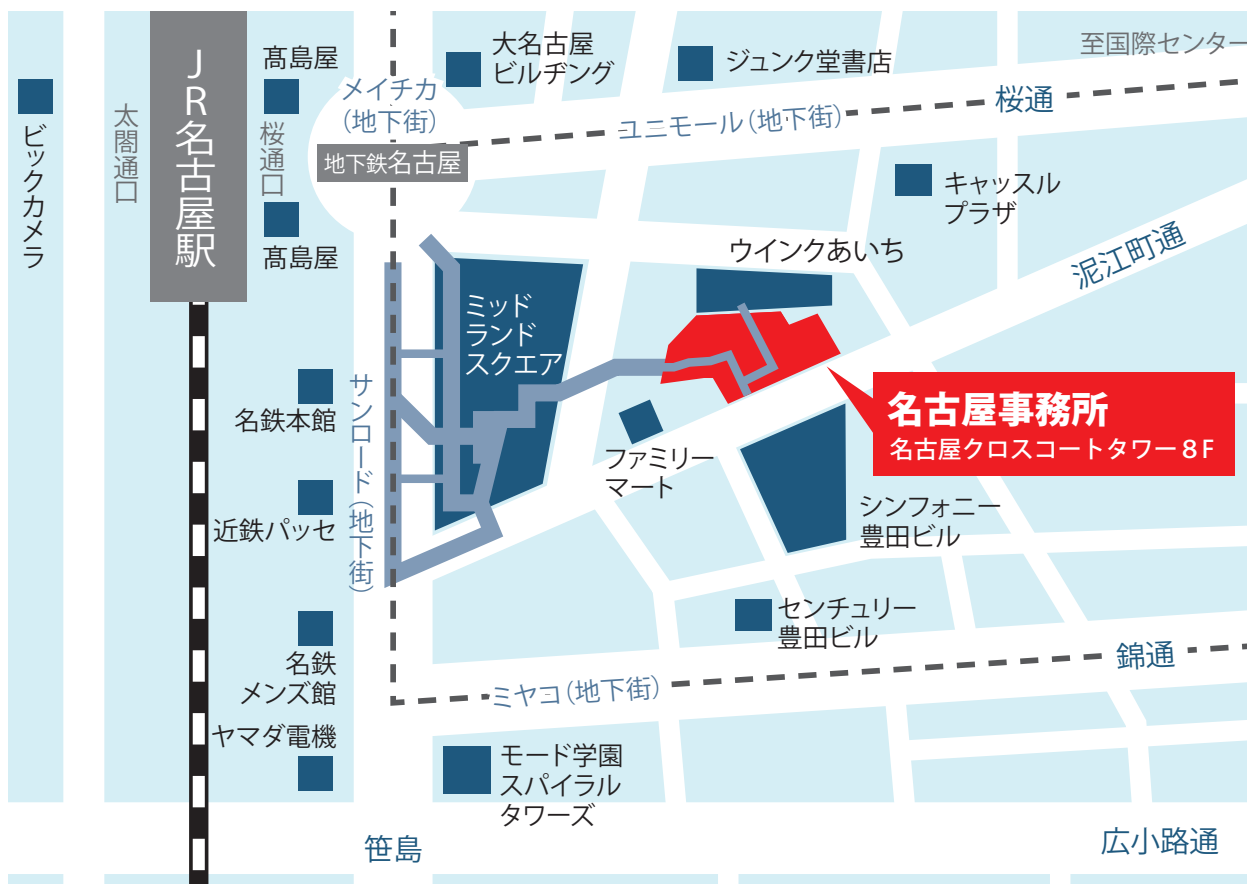 JR名古屋駅
髙島屋
大名古屋
ビルヂング
ジュンク堂書店
至国際センター
ビックカメラ
太閤通口
桜通口
メイチカ
(地下街)
ユニモール(地下街)
桜通
地下鉄名古屋
キャッスル
プラザ
髙島屋
ウインクあいち
泥江町通
ミッド
ランド
スクエア
名古屋事務所
名古屋クロスコートタワー8F
名鉄本館
サンロード(地下街)
ファミリー
マート
近鉄パッセ
シンフォニー
豊田ビル
センチュリー
豊田ビル
名鉄
メンズ館
錦通
ミヤコ(地下街)
ヤマダ電機
モード学園
スパイラル
タワーズ
笹島
広小路通